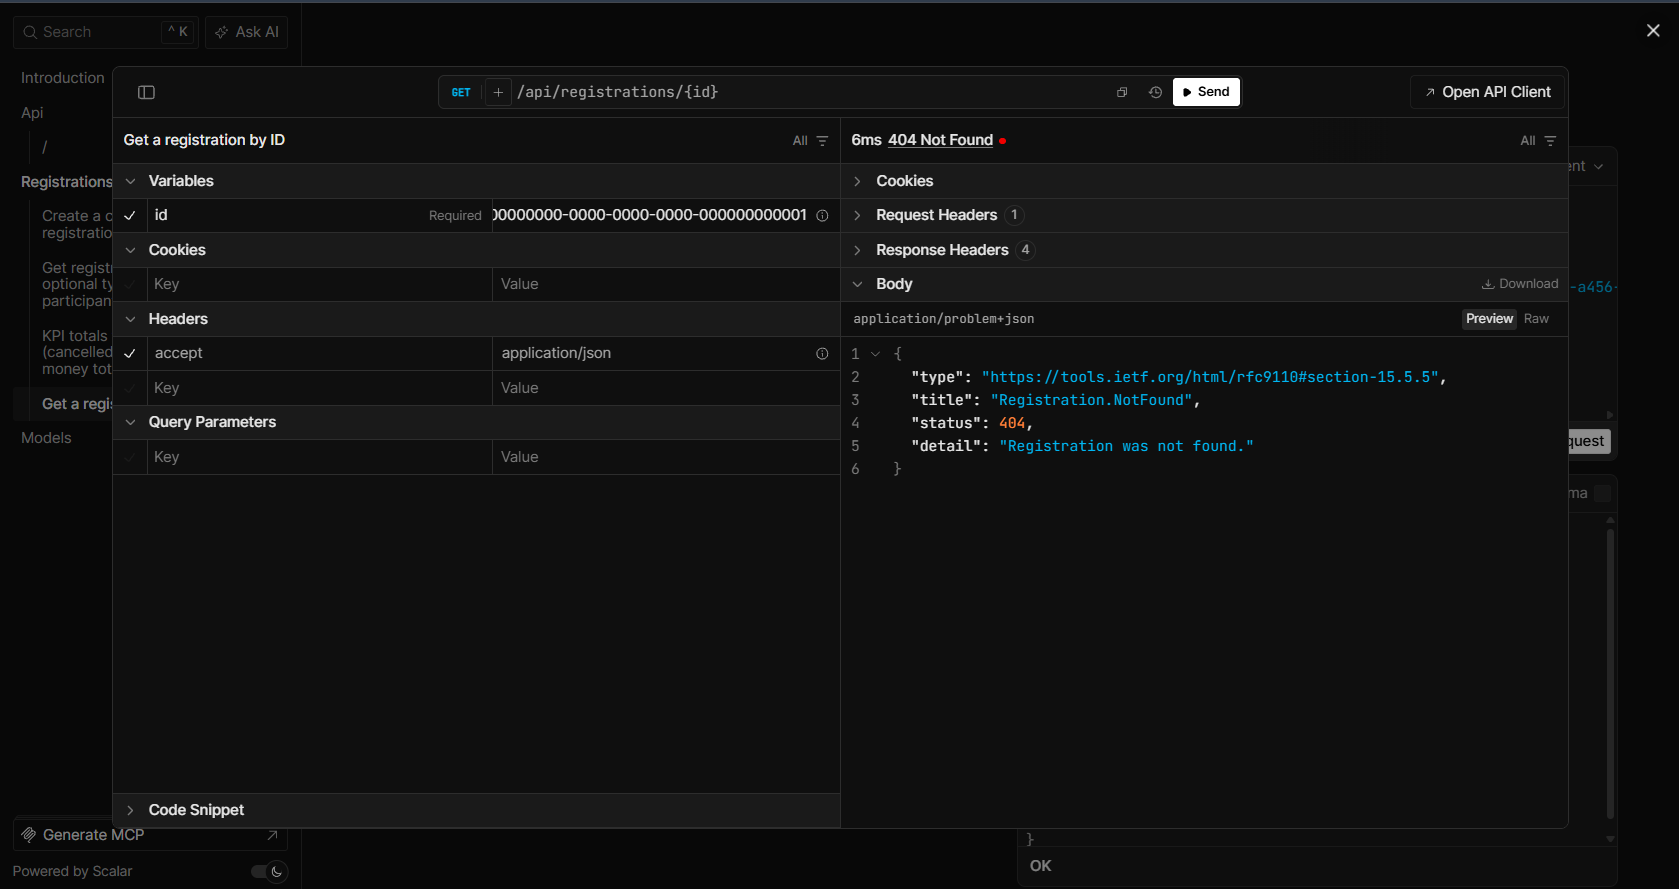 Search
^ K
Ask AI
Introduction
Api
/
Registrations
Create a c
registratio
Get regist
optional ty
participan
KPI totals
(cancelled
money tot
Get a regis
Models
Generate MCP
Powered by Scalar
GET
/api/registrations/{id}
Send
Open API Client
Get a registration by ID
All
Variables
id
Required
00000000-0000-0000-0000-000000000001
Cookies
Key
Value
Headers
accept
application/json
Key
Value
Query Parameters
Key
Value
Code Snippet
6ms 404 Not Found
All
Cookies
Request Headers 1
Response Headers 4
Body
Download
application/problem+json
Preview
Raw
1 {
2 "type": "https://tools.ietf.org/html/rfc9110#section-15.5.5",
3 "title": "Registration.NotFound",
4 "status": 404,
5 "detail": "Registration was not found."
6 }
ent
-a456-
quest
ma
}
OK